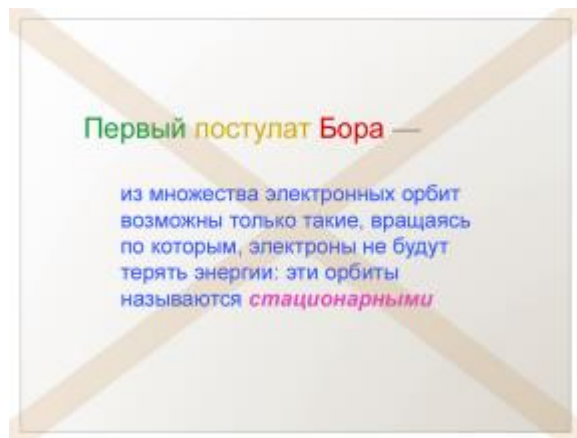 Первый постулат Бора —
из множества электронных орбит
возможны только такие, вращаясь
по которым, электроны не будут
терять энергии: эти орбиты
называются стационарными